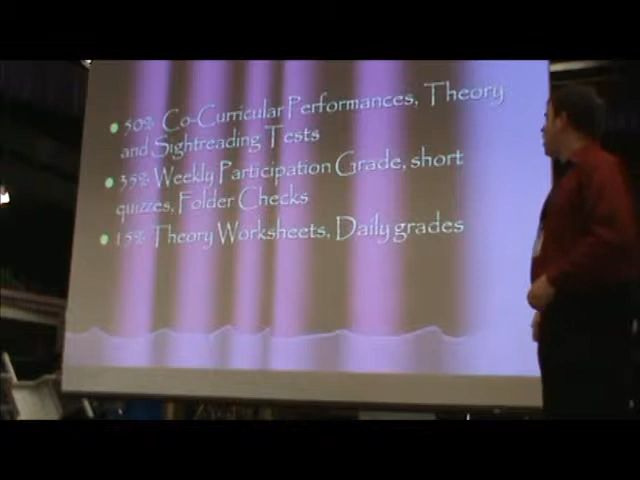 50% Co-Curricular Performances, Theory
and Sightreading Tests
35% Weekly Participation Grade, short
quizzes, Folder Checks
15% Theory Worksheets, Daily grades